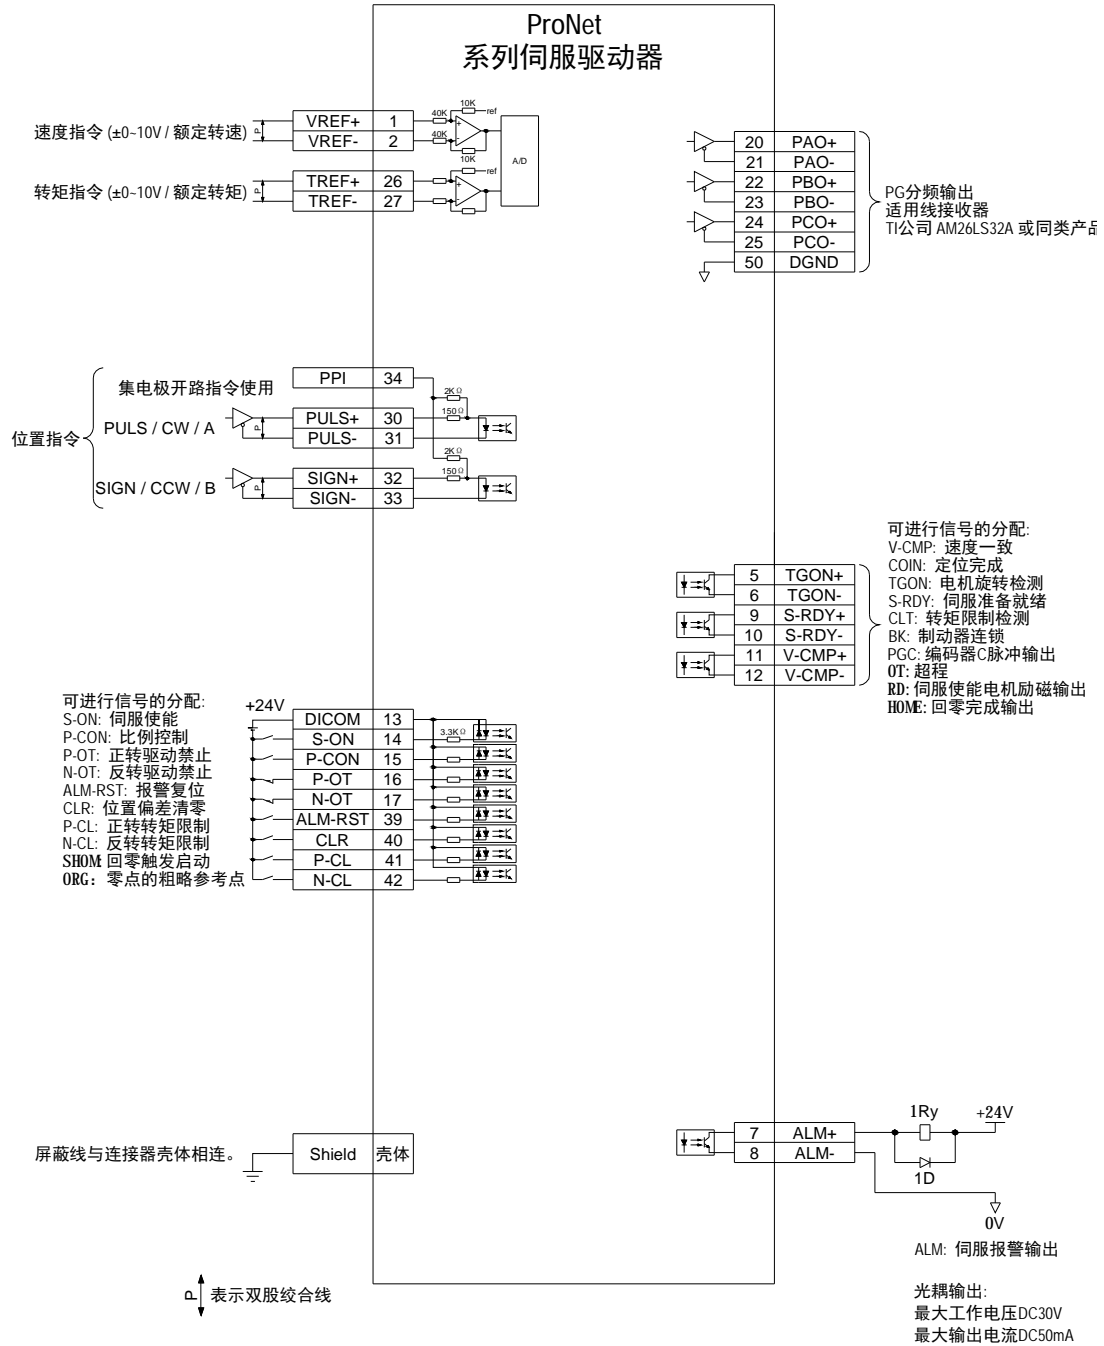 ProNet
系列伺服驱动器
速度指令 (±0~10V / 额定转速)
P
VREF+ 1
VREF- 2
40K
40K
10K
ref
10K
A/D
转矩指令 (±0~10V / 额定转矩)
P
TREF+ 26
TREF- 27
ref
20 PAO+
21 PAO-
22 PBO+
23 PBO-
24 PCO+
25 PCO-
50 DGND
PG分频输出
适用线接收器
TI公司 AM26LS32A 或同类产品
位置指令
集电极开路指令使用
PPI 34
2KΩ
150Ω
PULS / CW / A
P
PULS+ 30
PULS- 31
2KΩ
150Ω
SIGN / CCW / B
P
SIGN+ 32
SIGN- 33
可进行信号的分配:
V-CMP: 速度一致
COIN: 定位完成
TGON: 电机旋转检测
S-RDY: 伺服准备就绪
CLT: 转矩限制检测
BK: 制动器连锁
PGC: 编码器C脉冲输出
OT: 超程
RD: 伺服使能电机励磁输出
HOME: 回零完成输出
5 TGON+
6 TGON-
9 S-RDY+
10 S-RDY-
11 V-CMP+
12 V-CMP-
可进行信号的分配:
S-ON: 伺服使能
P-CON: 比例控制
P-OT: 正转驱动禁止
N-OT: 反转驱动禁止
ALM-RST: 报警复位
CLR: 位置偏差清零
P-CL: 正转转矩限制
N-CL: 反转转矩限制
SHOM: 回零触发启动
ORG: 零点的粗略参考点
+24V
DICOM 13
S-ON 14
P-CON 15
P-OT 16
N-OT 17
ALM-RST 39
CLR 40
P-CL 41
N-CL 42
3.3KΩ
屏蔽线与连接器壳体相连。
Shield 壳体
7 ALM+
8 ALM-
1Ry
+24V
1D
0V
ALM: 伺服报警输出
P 表示双股绞合线
光耦输出:
最大工作电压DC30V
最大输出电流DC50mA